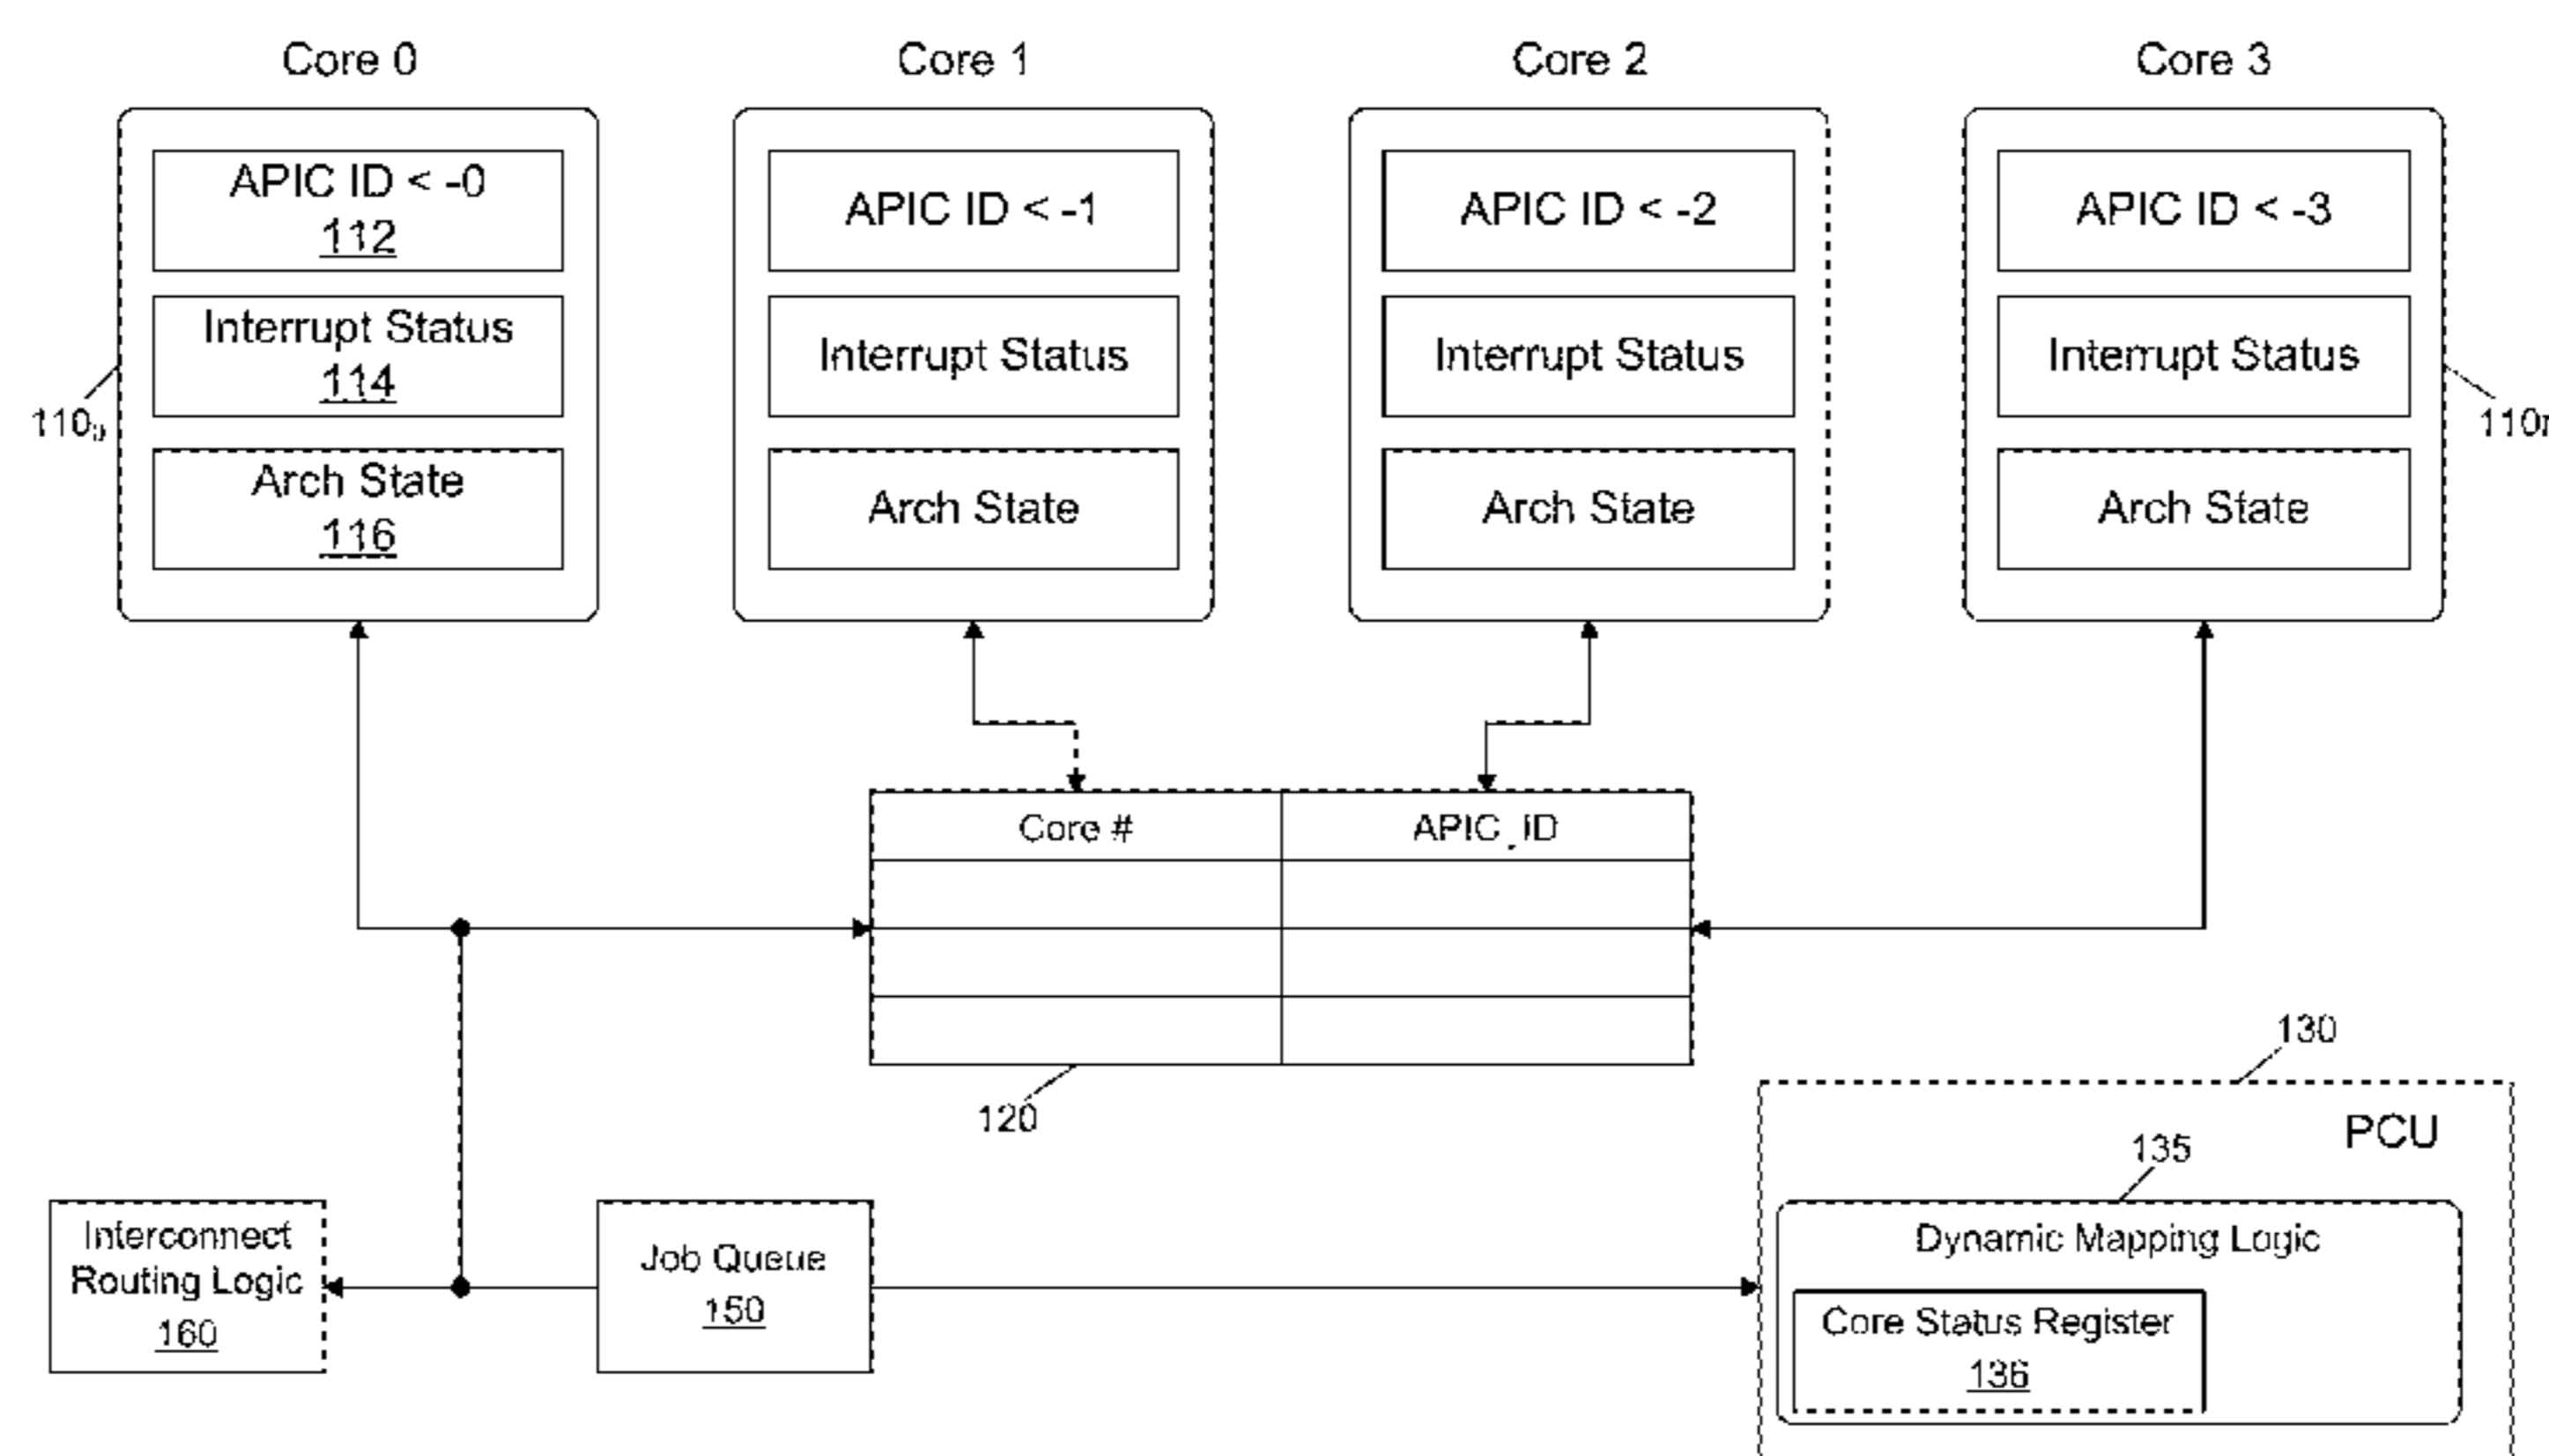 Core 0
Core 1
Core 2
Core 3
APIC ID < -0
112
APIC ID < -1
APIC ID < -2
APIC ID < -3
Interrupt Status
114
Interrupt Status
Interrupt Status
Interrupt Status
110₀
110n
Arch State
116
Arch State
Arch State
Arch State
Core #
APIC_ID
120
130
PCU
135
Interconnect
Routing Logic
160
Job Queue
150
Dynamic Mapping Logic
Core Status Register
136